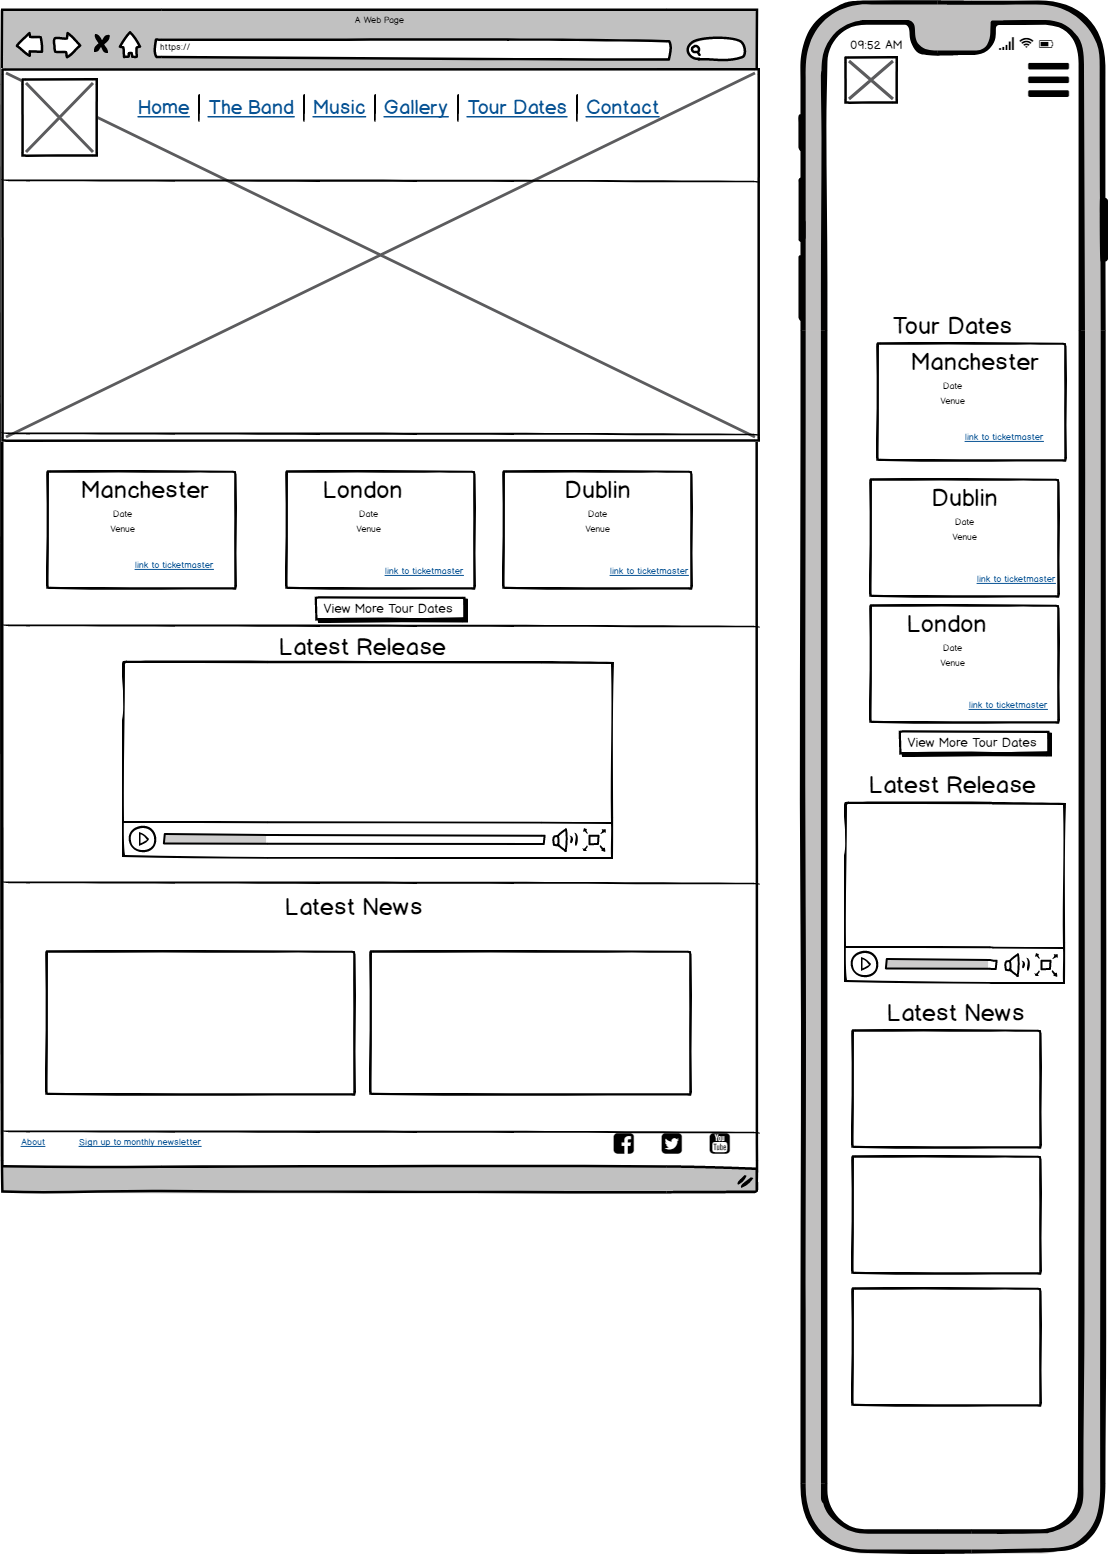 A Web Page
https://
Home The Band Music Gallery Tour Dates Contact
Manchester
Date
Venue
link to ticketmaster
London
Date
Venue
link to ticketmaster
Dublin
Date
Venue
link to ticketmaster
View More Tour Dates
Latest Release
Latest News
About
Sign up to monthly newsletter
You
Tube
09:52 AM
Tour Dates
Manchester
Date
Venue
link to ticketmaster
Dublin
Date
Venue
link to ticketmaster
London
Date
Venue
link to ticketmaster
View More Tour Dates
Latest Release
Latest News